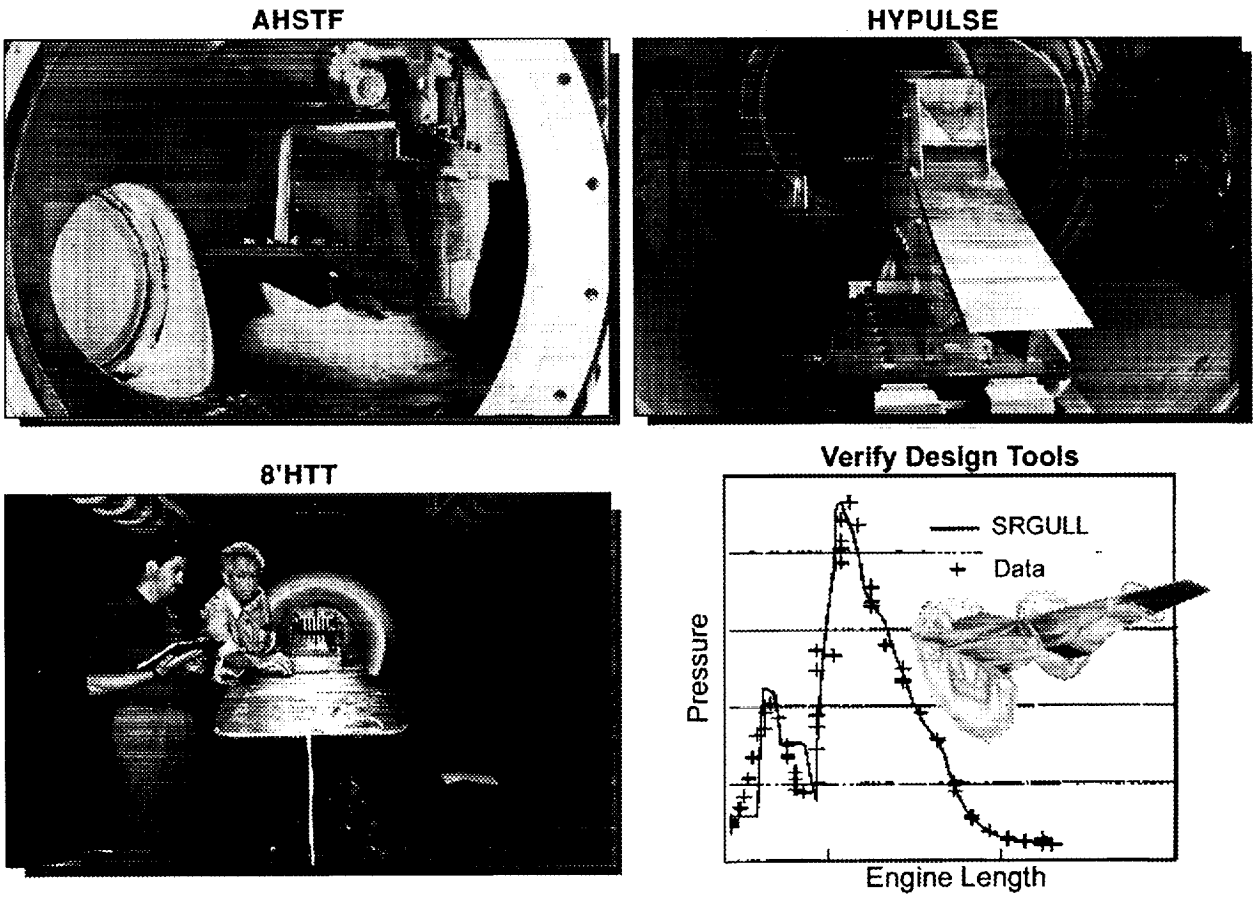 AHSTF
HYPULSE
8'HTT
Verify Design Tools
SRGULL
Data
Pressure
Engine Length